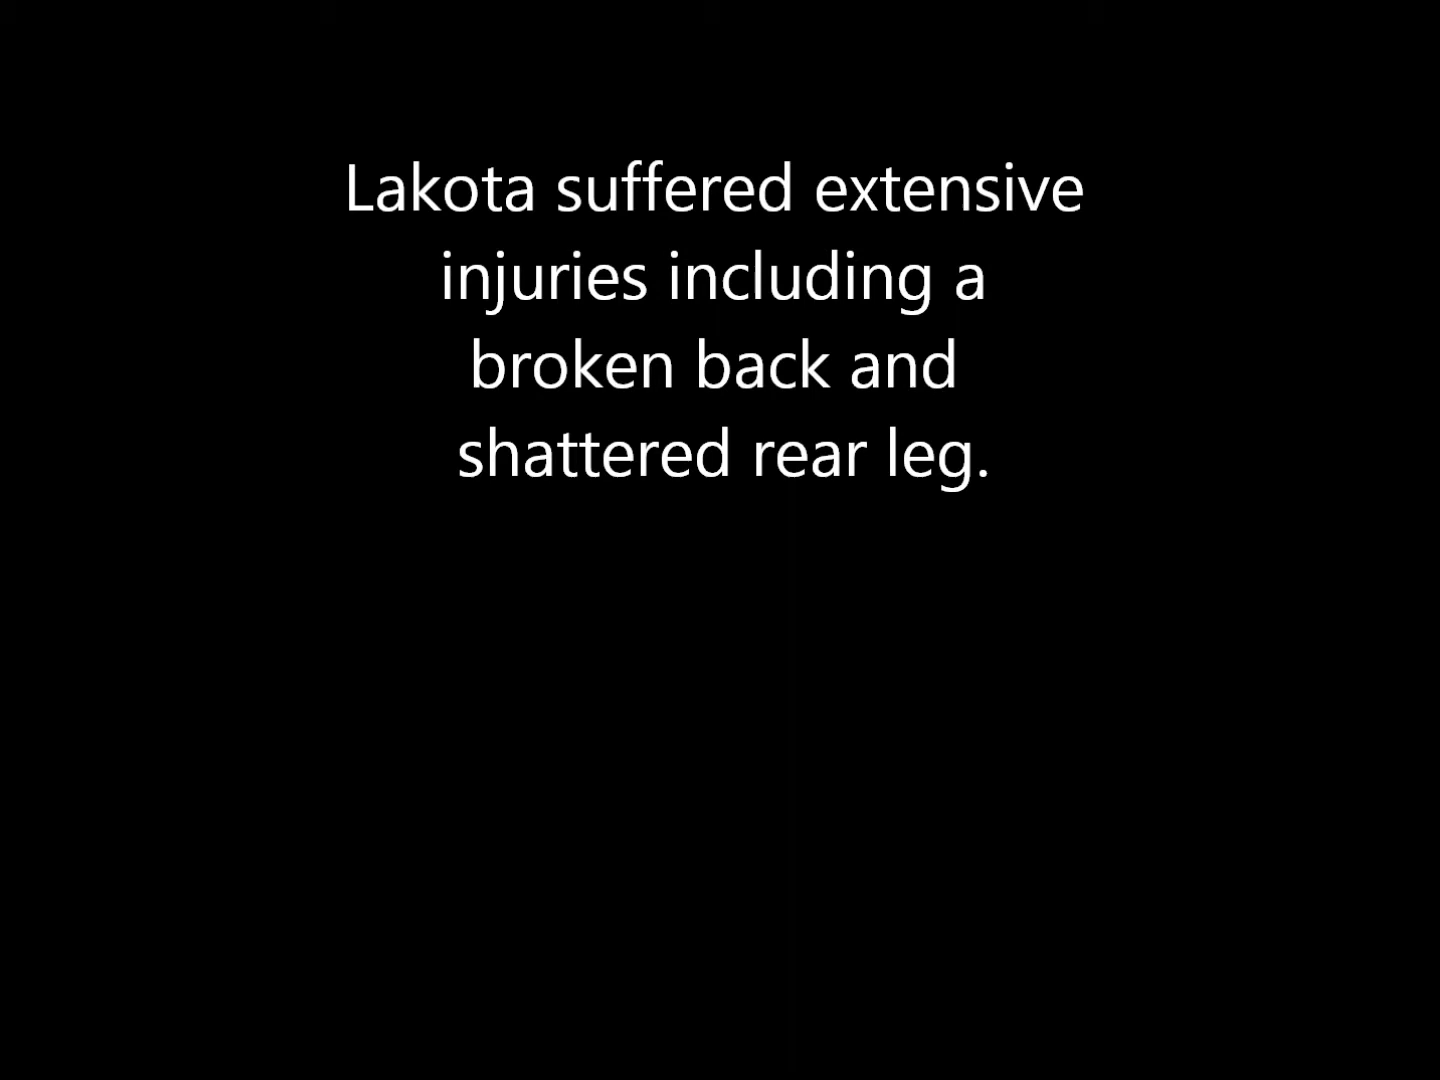 Lakota suffered extensive
injuries including a
broken back and
shattered rear leg.